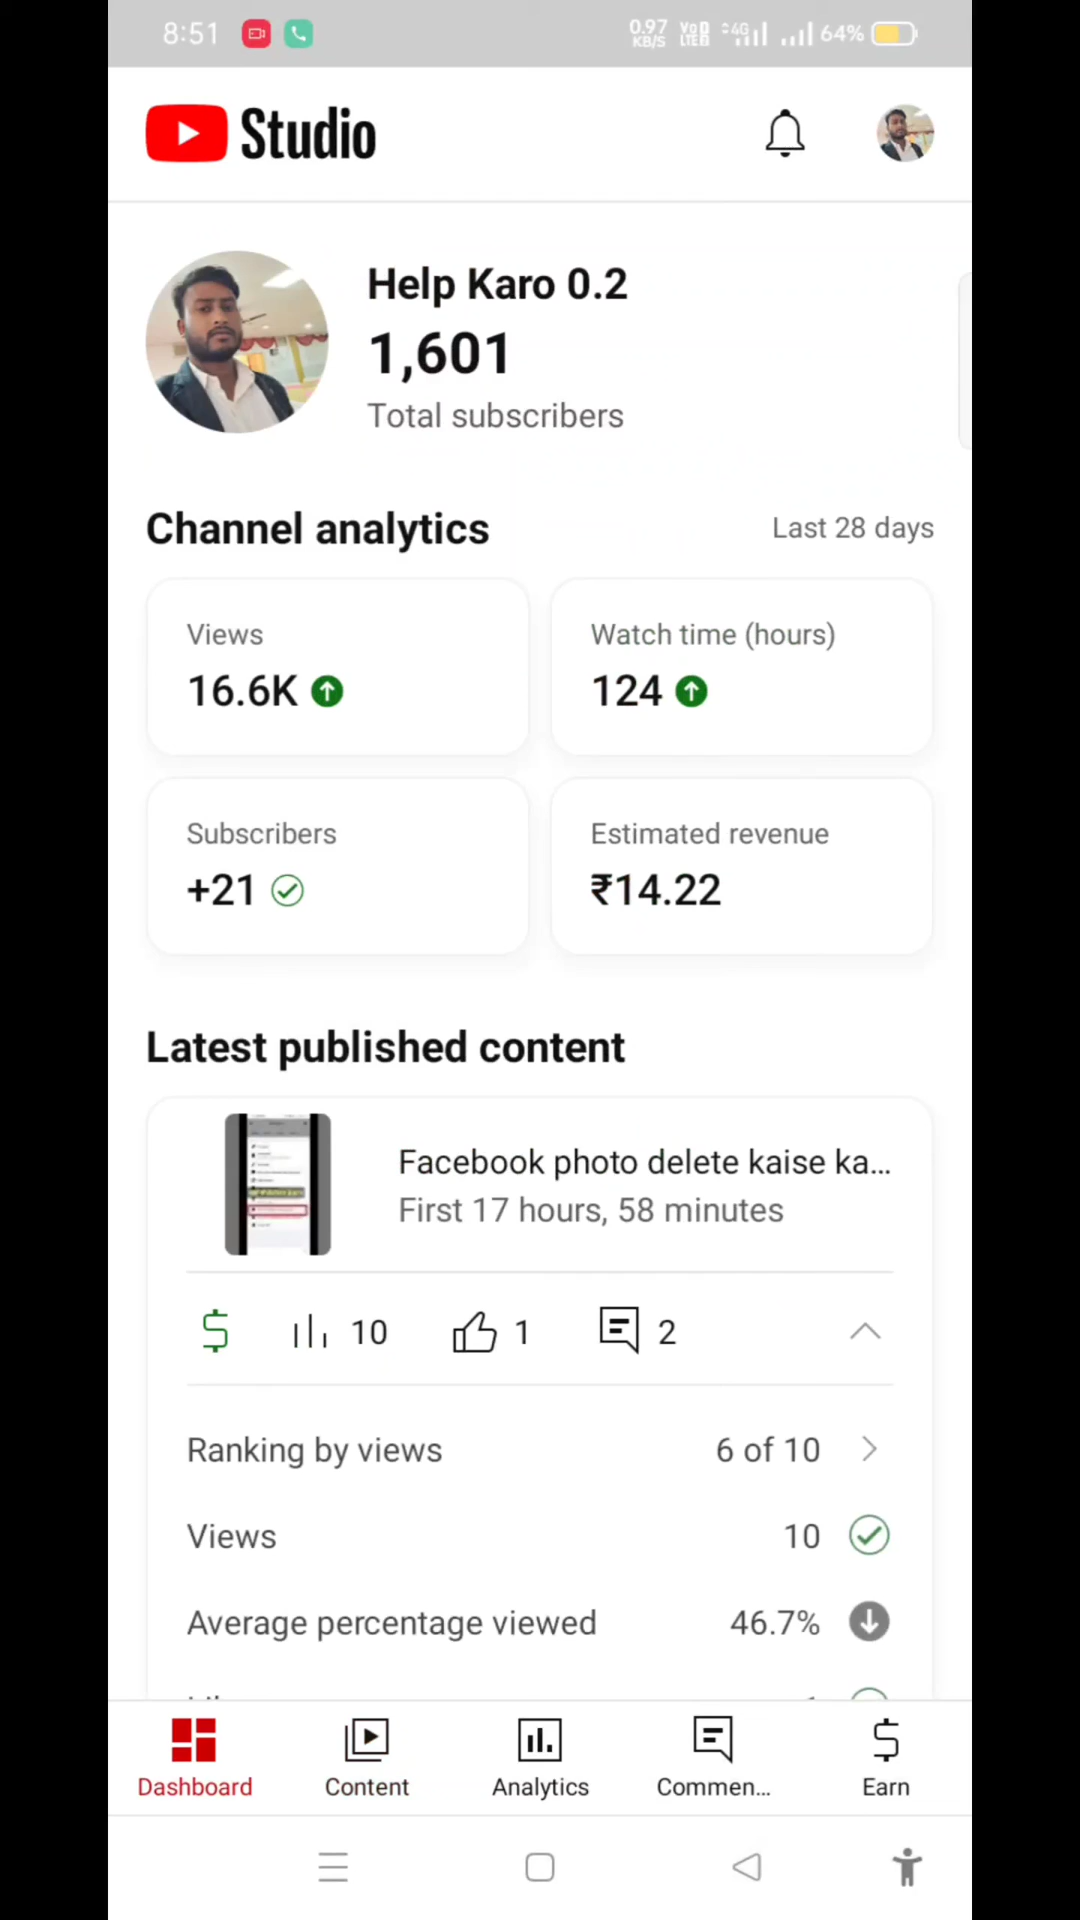 8:51 0.97 KB/S VoD LTE 4G 64%
Studio
Help Karo 0.2
1,601
Total subscribers
Channel analytics Last 28 days
Views Watch time (hours)
16.6K 124
Subscribers Estimated revenue
+21 ₹14.22
Latest published content
Facebook photo delete kaise ka...
First 17 hours, 58 minutes
10 1 2
Ranking by views 6 of 10
Views 10
Average percentage viewed 46.7%
Dashboard Content Analytics Commen... Earn